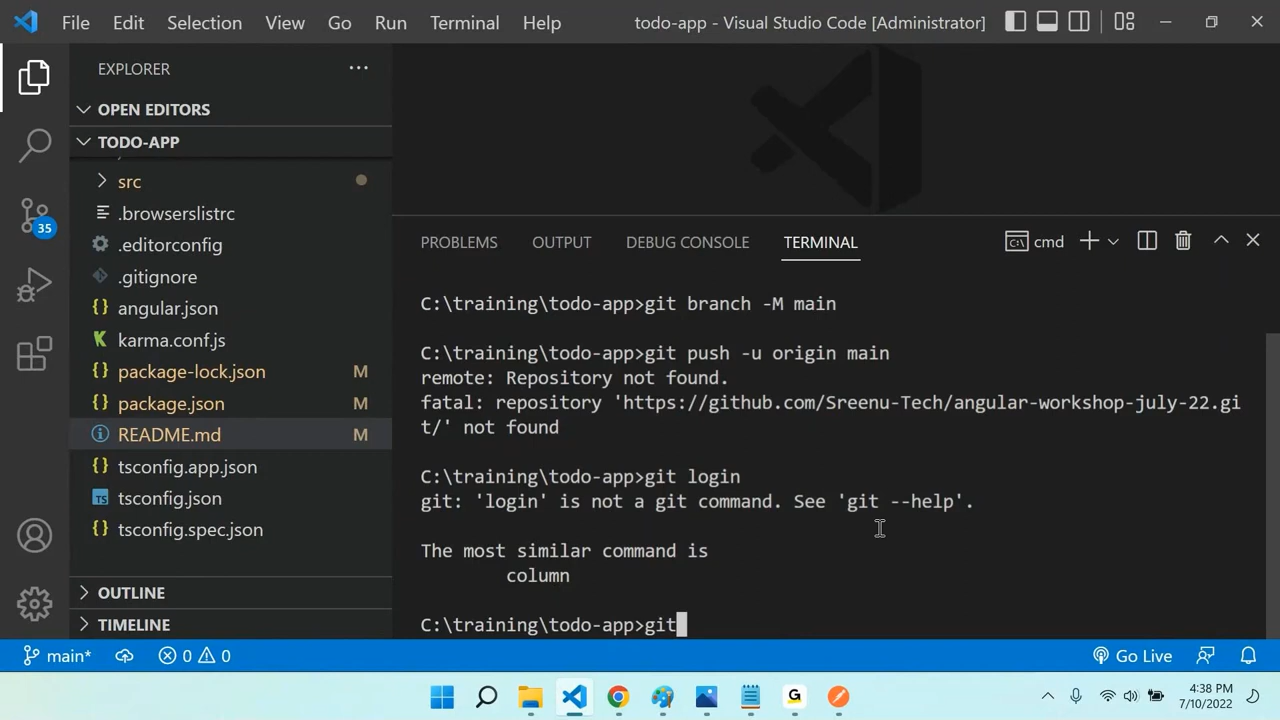 File Edit Selection View Go Run Terminal Help todo-app - Visual Studio Code [Administrator]
EXPLORER
OPEN EDITORS
TODO-APP
src
.browserslistrc
.editorconfig
.gitignore
{} angular.json
karma.conf.js
{} package-lock.json M
{} package.json M
README.md M
{} tsconfig.app.json
TS tsconfig.json
{} tsconfig.spec.json
OUTLINE
TIMELINE
35
PROBLEMS OUTPUT DEBUG CONSOLE TERMINAL cmd
C:\training\todo-app>git branch -M main
C:\training\todo-app>git push -u origin main
remote: Repository not found.
fatal: repository 'https://github.com/Sreenu-Tech/angular-workshop-july-22.gi
t/' not found
C:\training\todo-app>git login
git: 'login' is not a git command. See 'git --help'.
The most similar command is
column
C:\training\todo-app>git
main* 0 0 Go Live
G
4:38 PM
7/10/2022